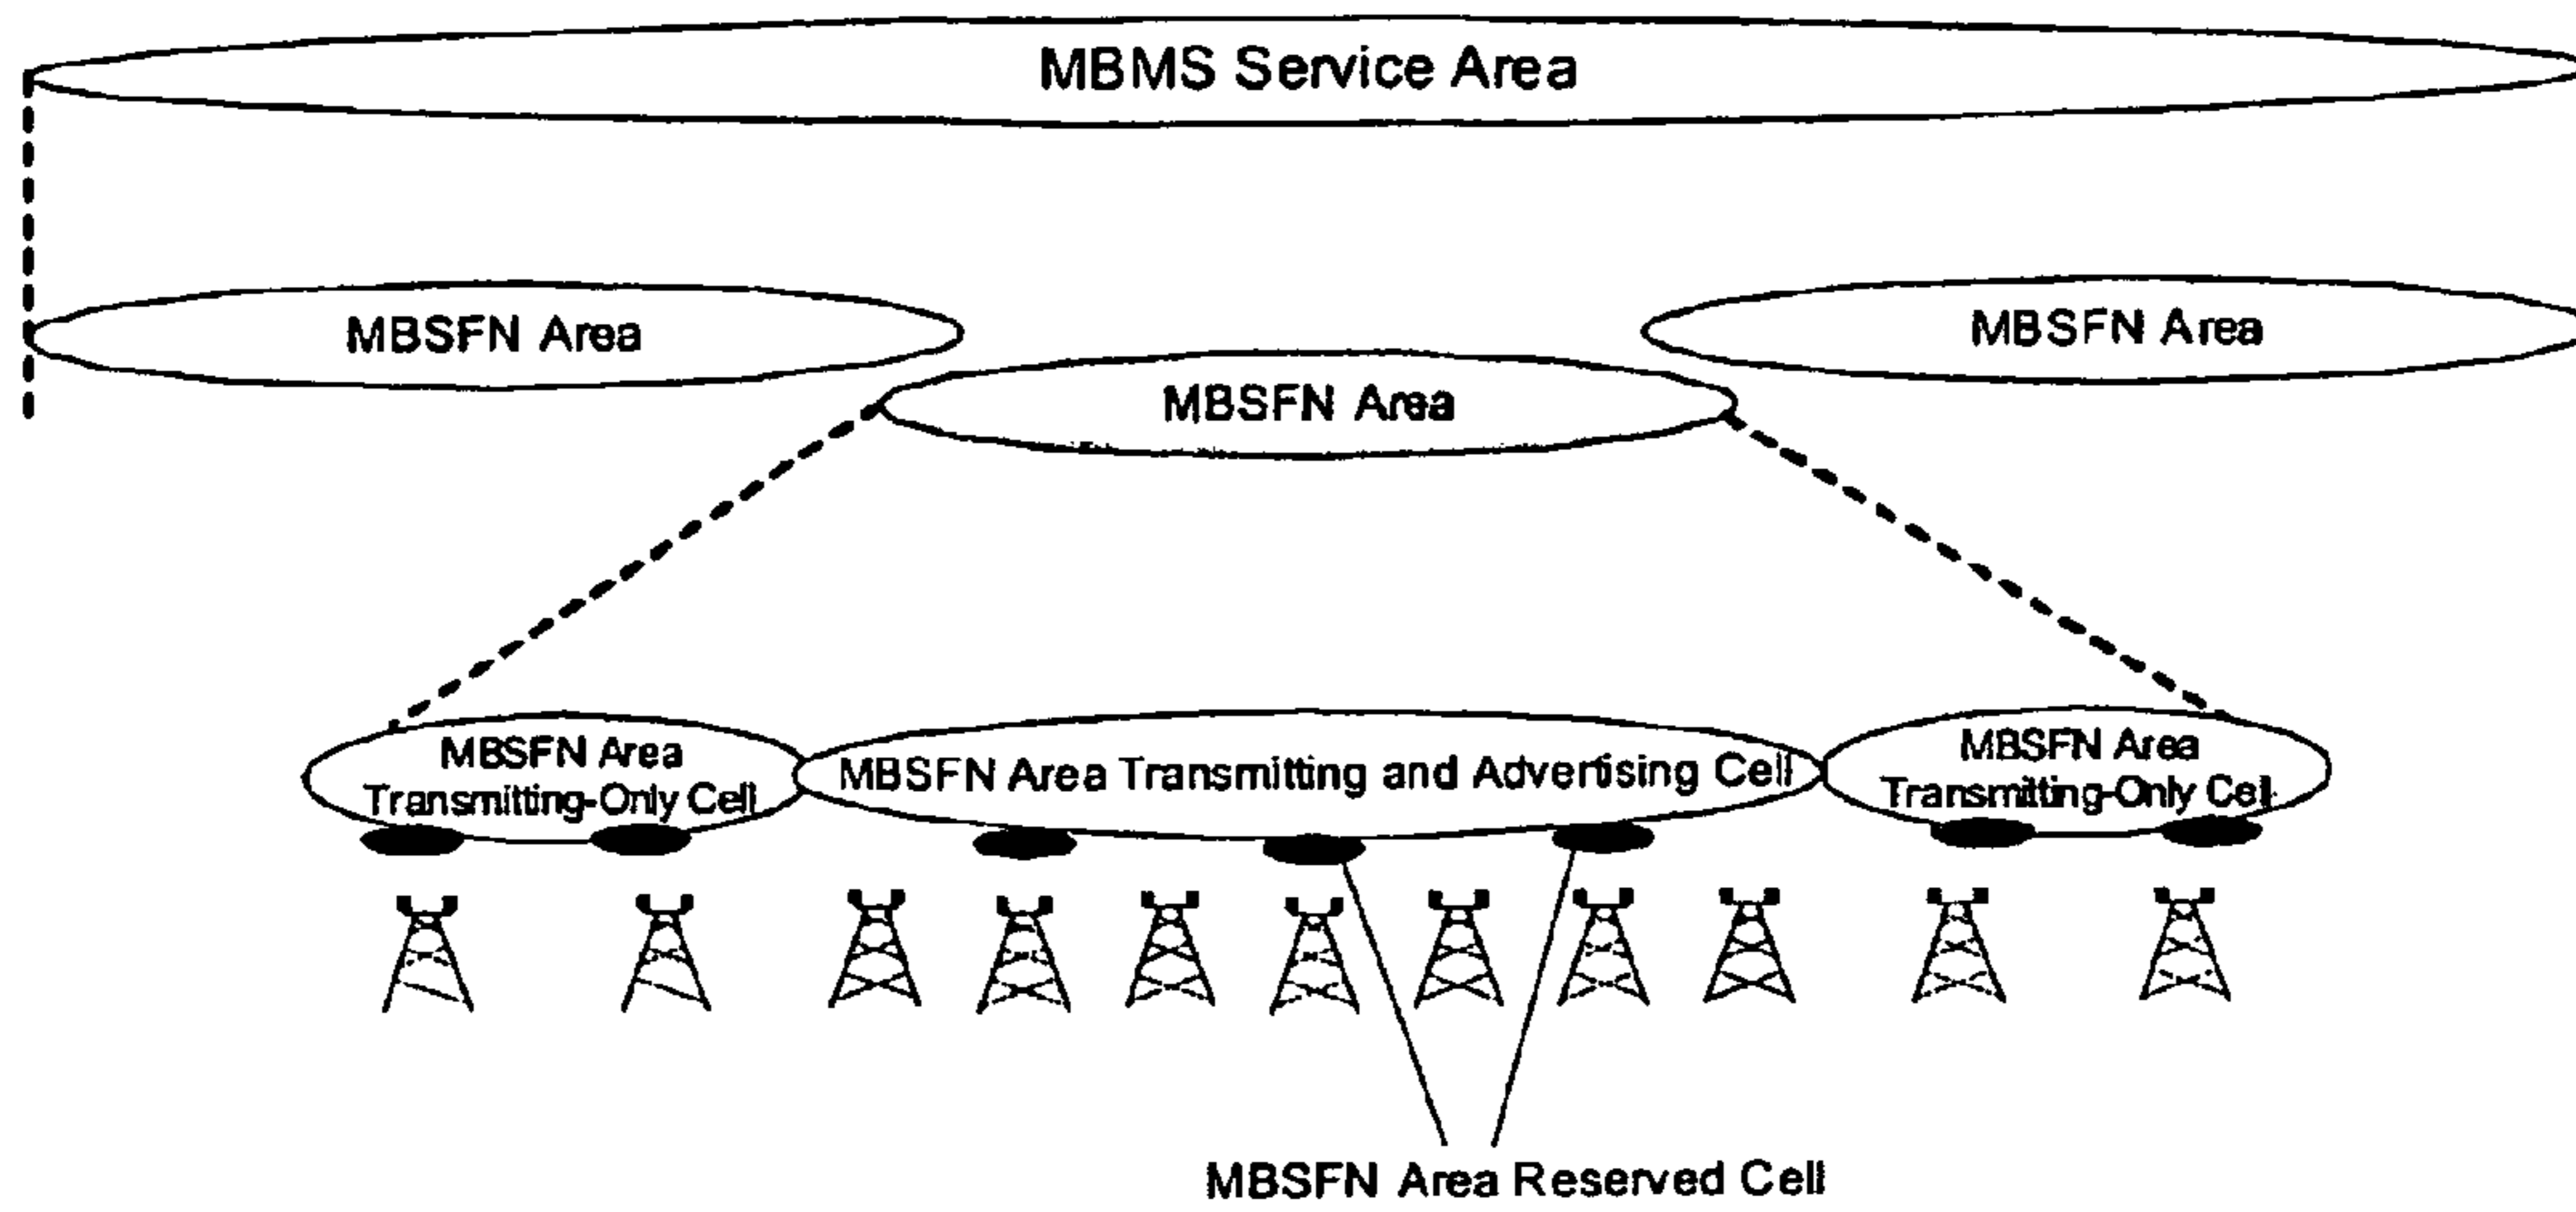 MBMS Service Area
MBSFN Area
MBSFN Area
MBSFN Area
MBSFN Area
Transmitting-Only Cell
MBSFN Area Transmitting and Advertising Cell
MBSFN Area
Transmitting-Only Cell
MBSFN Area Reserved Cell